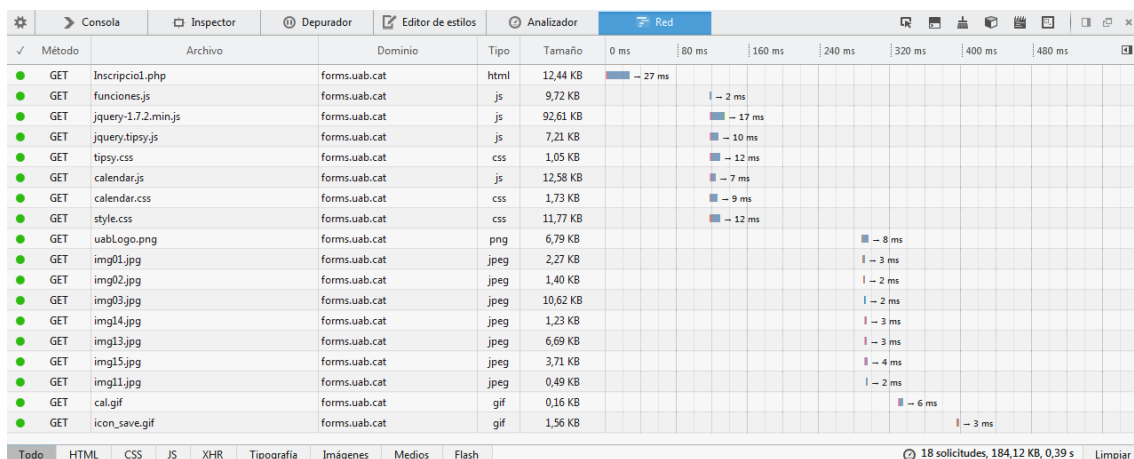 Consola Inspector Depurador Editor de estilos Analizador Red
✓ Método Archivo Dominio Tipo Tamaño 0 ms 80 ms 160 ms 240 ms 320 ms 400 ms 480 ms
GET Inscripcio1.php forms.uab.cat html 12,44 KB → 27 ms
GET funciones.js forms.uab.cat js 9,72 KB → 2 ms
GET jquery-1.7.2.min.js forms.uab.cat js 92,61 KB → 17 ms
GET jquery.tipsy.js forms.uab.cat js 7,21 KB → 10 ms
GET tipsy.css forms.uab.cat css 1,05 KB → 12 ms
GET calendar.js forms.uab.cat js 12,58 KB → 7 ms
GET calendar.css forms.uab.cat css 1,73 KB → 9 ms
GET style.css forms.uab.cat css 11,77 KB → 12 ms
GET uabLogo.png forms.uab.cat png 6,79 KB → 8 ms
GET img01.jpg forms.uab.cat jpeg 2,27 KB → 3 ms
GET img02.jpg forms.uab.cat jpeg 1,40 KB → 2 ms
GET img03.jpg forms.uab.cat jpeg 10,62 KB → 2 ms
GET img14.jpg forms.uab.cat jpeg 1,23 KB → 3 ms
GET img13.jpg forms.uab.cat jpeg 6,69 KB → 3 ms
GET img15.jpg forms.uab.cat jpeg 3,71 KB → 4 ms
GET img11.jpg forms.uab.cat jpeg 0,49 KB → 2 ms
GET cal.gif forms.uab.cat gif 0,16 KB → 6 ms
GET icon_save.gif forms.uab.cat gif 1,56 KB → 3 ms
Todo HTML CSS JS XHR Tipografía Imágenes Medios Flash 18 solicitudes, 184,12 KB, 0,39 s Limpiar